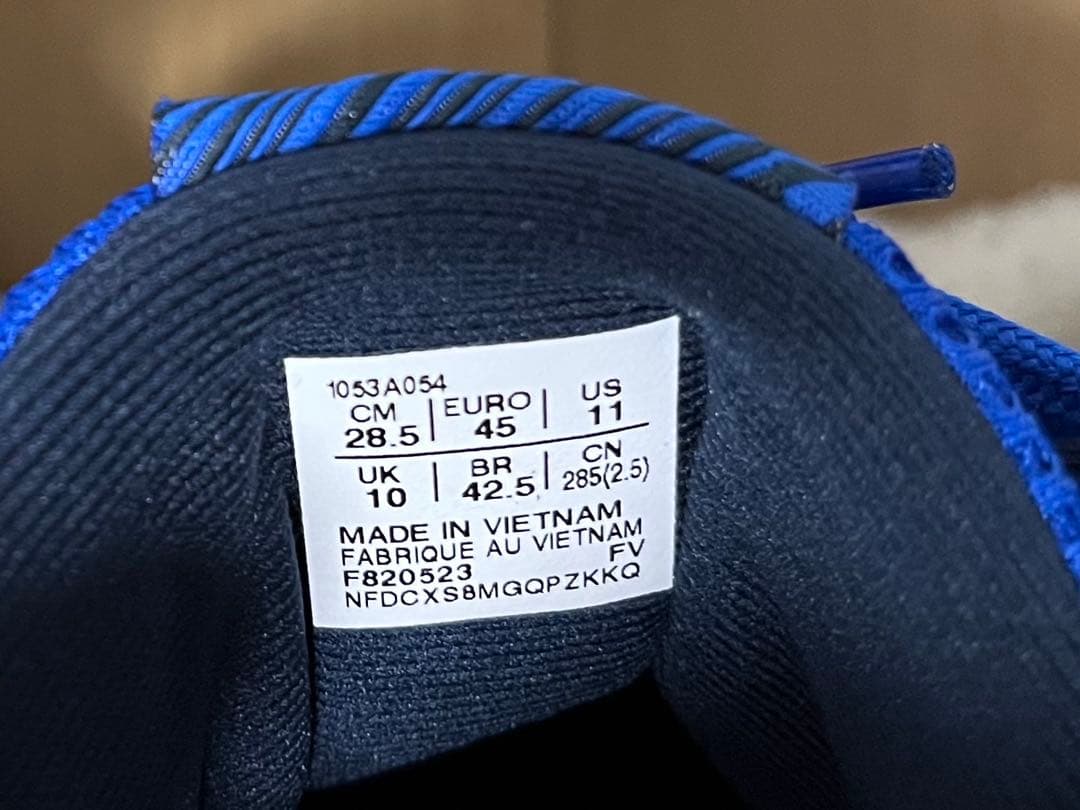 1053A054
CM | EURO | US
28.5 | 45 | 11
UK | BR | CN
10 | 42.5 | 285(2.5)
MADE IN VIETNAM
FABRIQUE AU VIETNAM
FV
F820523
NFDCXS8MGQPZKKQ